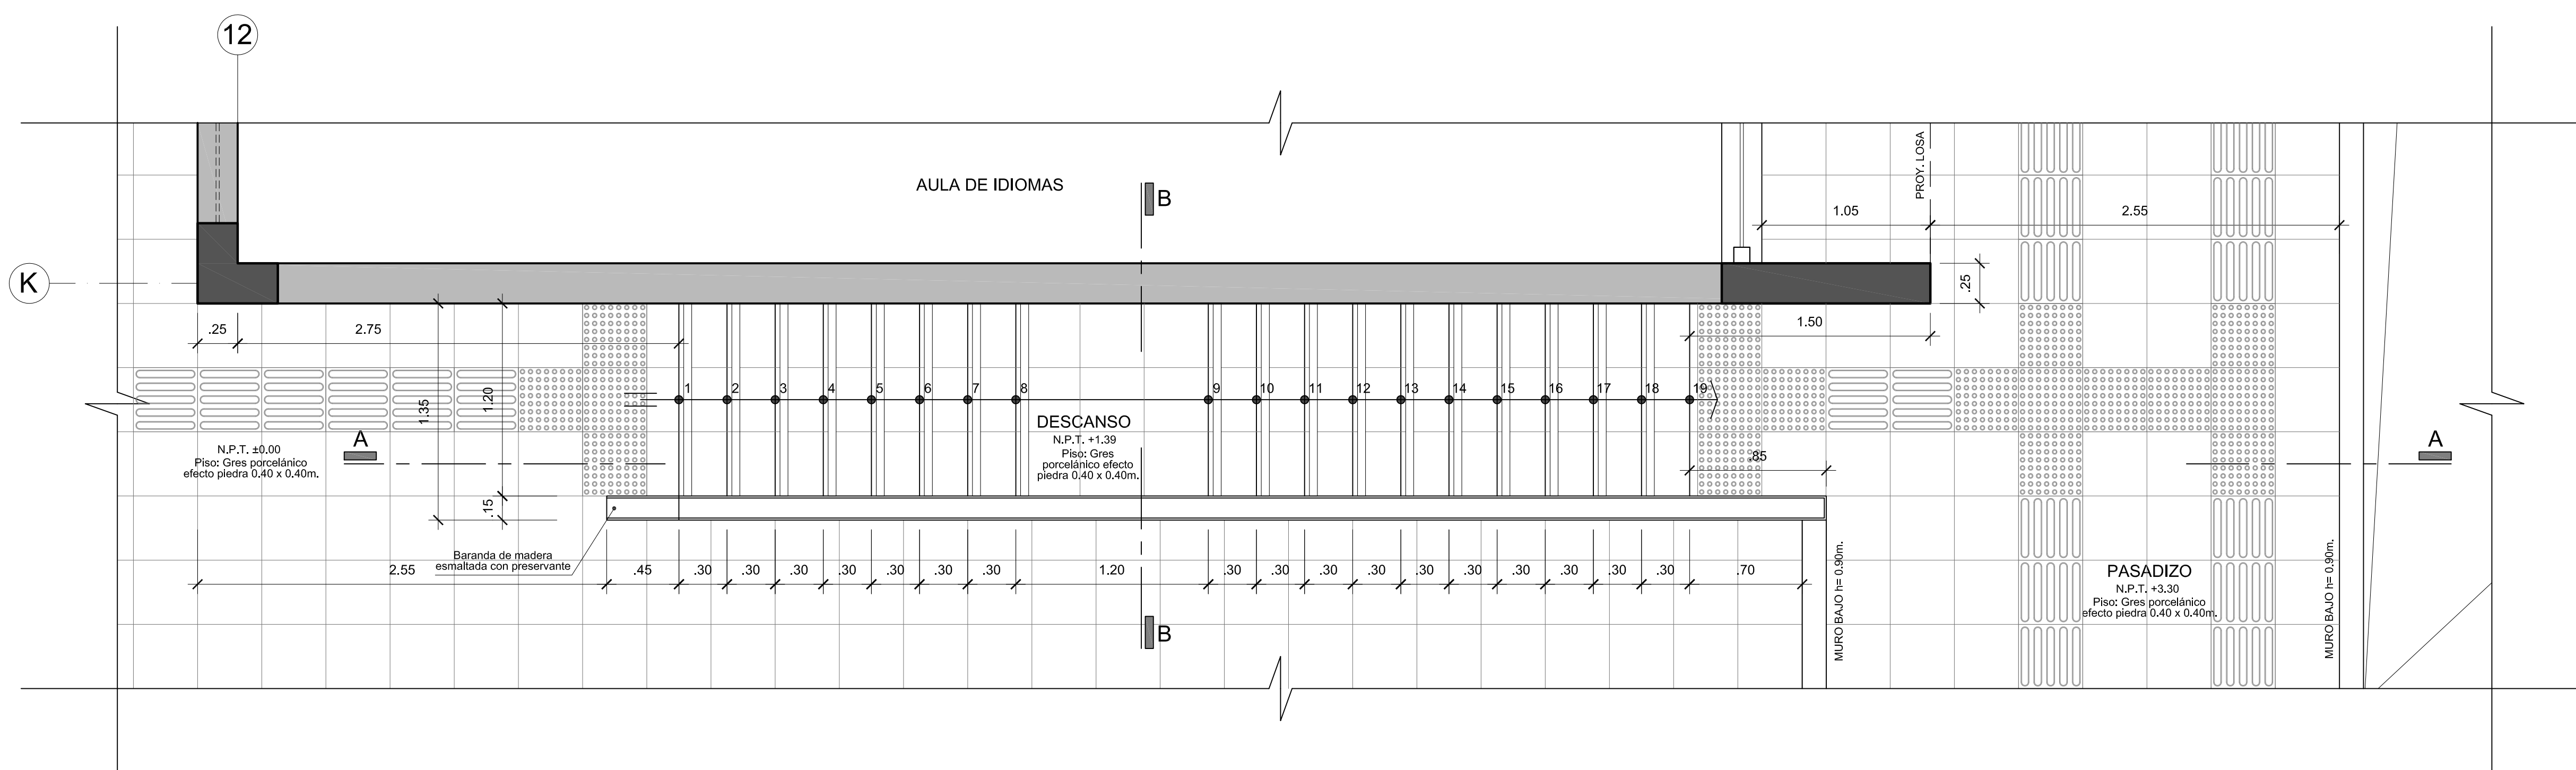 12
PROY. LOSA
AULA DE IDIOMAS
B
1.05
2.55
K
.25
.25
2.75
1.50
1
2
3
4
5
6
7
8
9
10
11
12
13
14
15
16
17
18
19
1.35
1.20
DESCANSO
N.P.T. +1.39
Piso: Gres
porcelánico efecto
piedra 0.40 x 0.40m.
A
N.P.T. ±0.00
Piso: Gres porcelánico
efecto piedra 0.40 x 0.40m.
.85
A
.15
Baranda de madera
esmaltada con preservante
2.55
.45
.30
.30
.30
.30
.30
.30
.30
1.20
.30
.30
.30
.30
.30
.30
.30
.30
.30
.30
.70
MURO BAJO h= 0.90m.
PASADIZO
N.P.T. +3.30
Piso: Gres porcelánico
efecto piedra 0.40 x 0.40m.
MURO BAJO h= 0.90m.
B